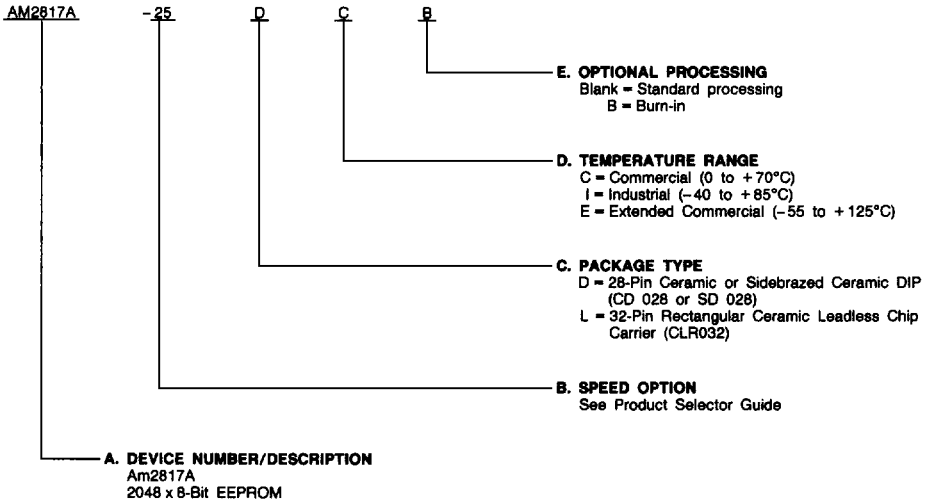 AM2817A -25 D C B
E. OPTIONAL PROCESSING
Blank = Standard processing
B = Burn-in
D. TEMPERATURE RANGE
C = Commercial (0 to +70°C)
I = Industrial (-40 to +85°C)
E = Extended Commercial (-55 to +125°C)
C. PACKAGE TYPE
D = 28-Pin Ceramic or Sidebrazed Ceramic DIP
(CD 028 or SD 028)
L = 32-Pin Rectangular Ceramic Leadless Chip
Carrier (CLR032)
B. SPEED OPTION
See Product Selector Guide
A. DEVICE NUMBER/DESCRIPTION
Am2817A
2048 x 8-Bit EEPROM